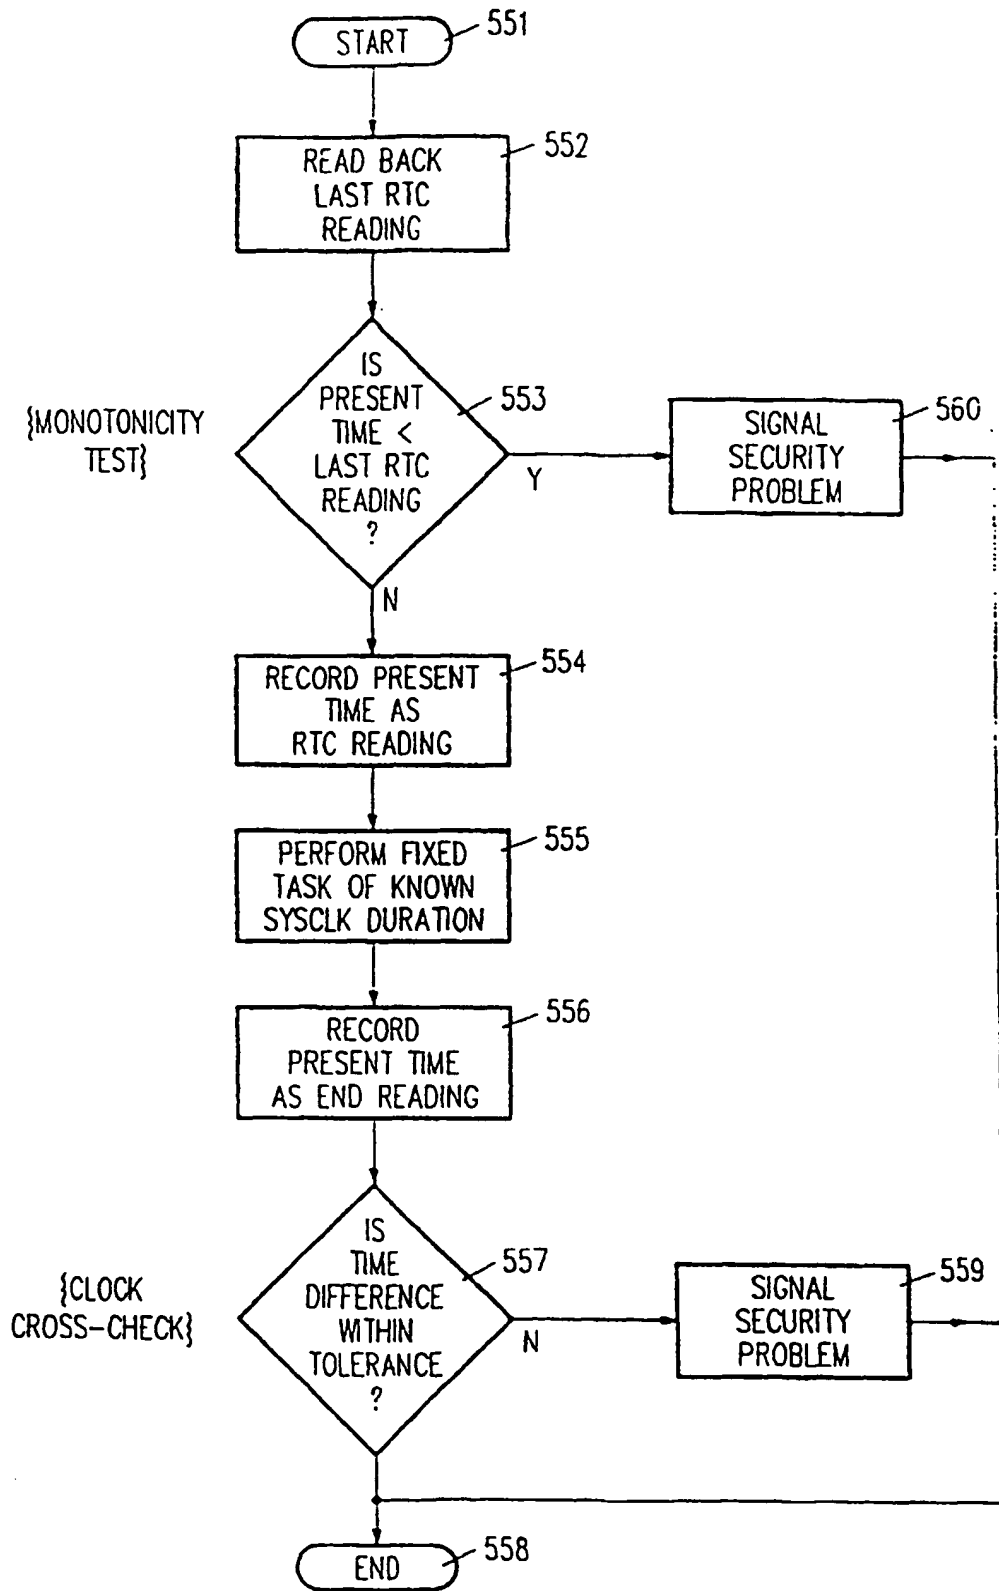 START
551
READ BACK
LAST RTC
READING
552
{MONOTONICITY
TEST}
IS
PRESENT
TIME <
LAST RTC
READING
?
553
Y
SIGNAL
SECURITY
PROBLEM
560
N
RECORD PRESENT
TIME AS
RTC READING
554
PERFORM FIXED
TASK OF KNOWN
SYSCLK DURATION
555
RECORD
PRESENT TIME
AS END READING
556
{CLOCK
CROSS-CHECK}
IS
TIME
DIFFERENCE
WITHIN
TOLERANCE
?
557
N
SIGNAL
SECURITY
PROBLEM
559
END
558